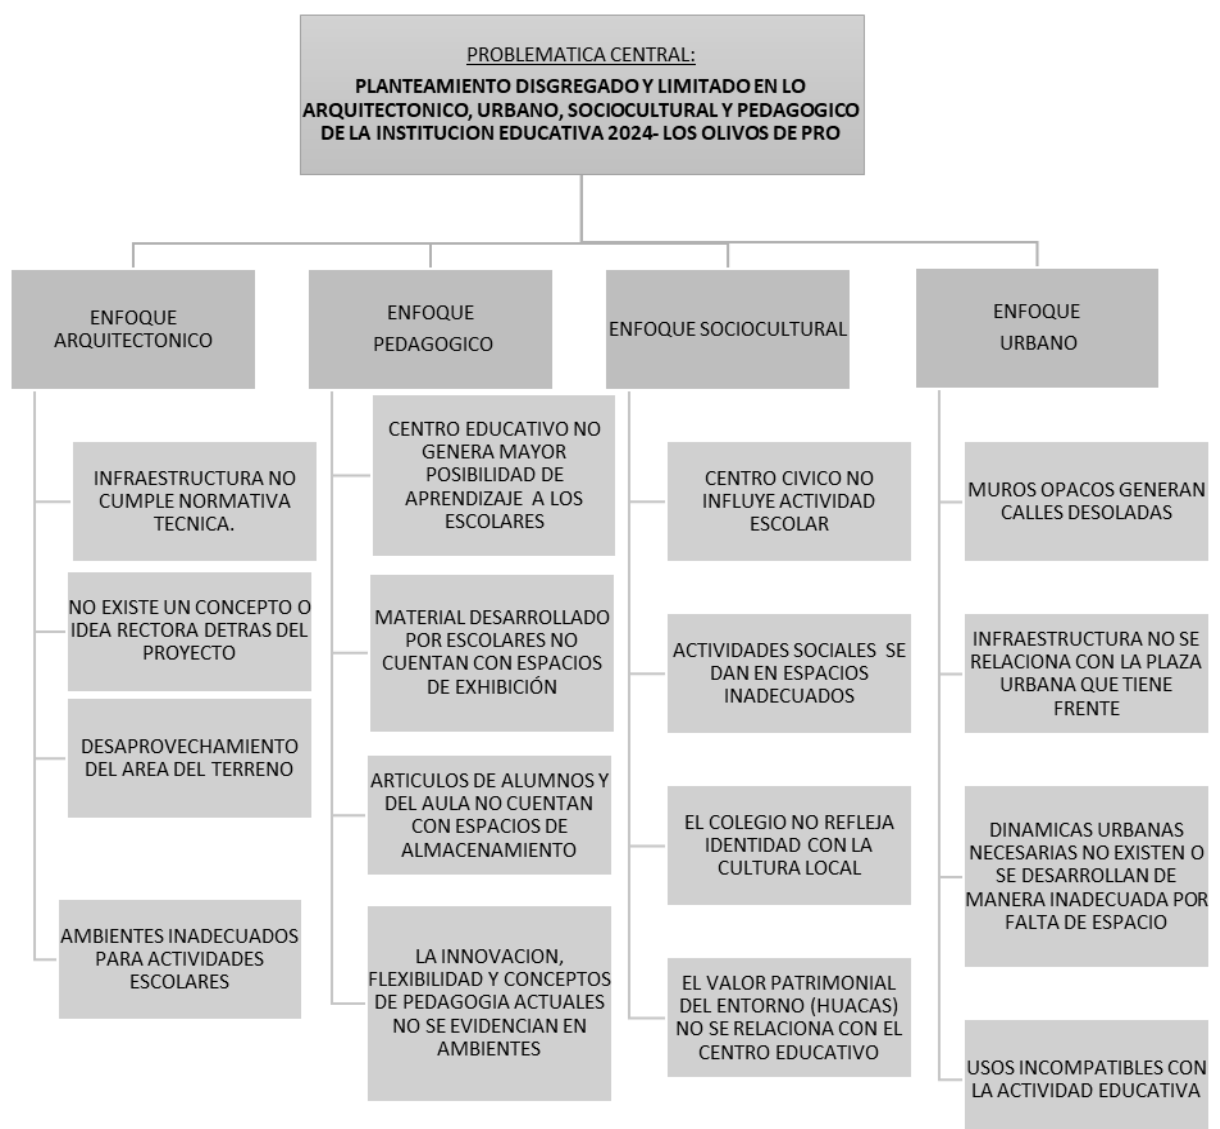 PROBLEMATICA CENTRAL:
PLANTEAMIENTO DISGREGADO Y LIMITADO EN LO
ARQUITECTONICO, URBANO, SOCIOCULTURAL Y PEDAGOGICO
DE LA INSTITUCION EDUCATIVA 2024- LOS OLIVOS DE PRO
ENFOQUE
ARQUITECTONICO
INFRAESTRUCTURA NO
CUMPLE NORMATIVA
TECNICA.
NO EXISTE UN CONCEPTO O
IDEA RECTORA DETRAS DEL
PROYECTO
DESAPROVECHAMIENTO
DEL AREA DEL TERRENO
AMBIENTES INADECUADOS
PARA ACTIVIDADES
ESCOLARES
ENFOQUE
PEDAGOGICO
CENTRO EDUCATIVO NO
GENERA MAYOR
POSIBILIDAD DE
APRENDIZAJE A LOS
ESCOLARES
MATERIAL DESARROLLADO
POR ESCOLARES NO
CUENTAN CON ESPACIOS
DE EXHIBICIÓN
ARTICULOS DE ALUMNOS Y
DEL AULA NO CUENTAN
CON ESPACIOS DE
ALMACENAMIENTO
LA INNOVACION,
FLEXIBILIDAD Y CONCEPTOS
DE PEDAGOGIA ACTUALES
NO SE EVIDENCIAN EN
AMBIENTES
ENFOQUE SOCIOCULTURAL
CENTRO CIVICO NO
INFLUYE ACTIVIDAD
ESCOLAR
ACTIVIDADES SOCIALES SE
DAN EN ESPACIOS
INADECUADOS
EL COLEGIO NO REFLEJA
IDENTIDAD CON LA
CULTURA LOCAL
EL VALOR PATRIMONIAL
DEL ENTORNO (HUACAS)
NO SE RELACIONA CON EL
CENTRO EDUCATIVO
ENFOQUE
URBANO
MUROS OPACOS GENERAN
CALLES DESOLADAS
INFRAESTRUCTURA NO SE
RELACIONA CON LA PLAZA
URBANA QUE TIENE
FRENTE
DINAMICAS URBANAS
NECESARIAS NO EXISTEN O
SE DESARROLLAN DE
MANERA INADECUADA POR
FALTA DE ESPACIO
USOS INCOMPATIBLES CON
LA ACTIVIDAD EDUCATIVA